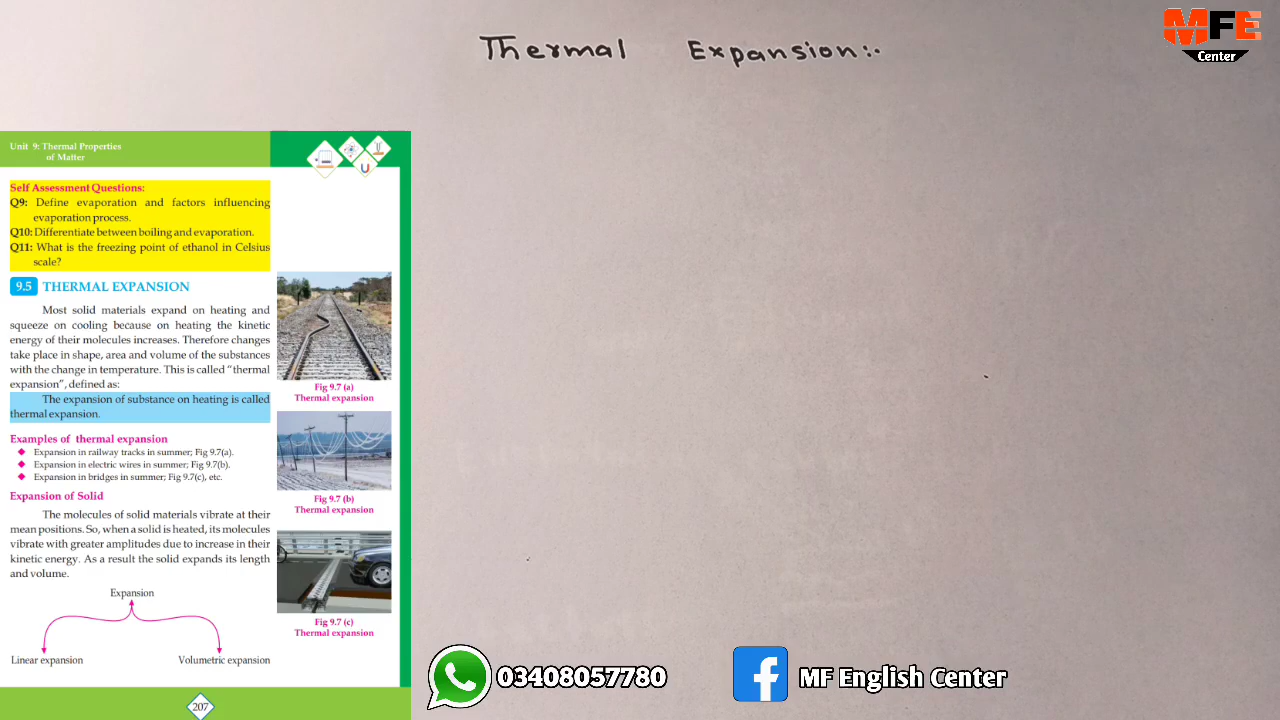 Thermal Expansion:-
MFE
Center
Unit 9: Thermal Properties
of Matter
Self Assessment Questions:
Q9: Define evaporation and factors influencing
evaporation process.
Q10: Differentiate between boiling and evaporation.
Q11: What is the freezing point of ethanol in Celsius
scale?
9.5 THERMAL EXPANSION
Most solid materials expand on heating and
squeeze on cooling because on heating the kinetic
energy of their molecules increases. Therefore changes
take place in shape, area and volume of the substances
with the change in temperature. This is called “thermal
expansion”, defined as:
The expansion of substance on heating is called
thermal expansion.
Examples of thermal expansion
Expansion in railway tracks in summer; Fig 9.7(a).
Expansion in electric wires in summer; Fig 9.7(b).
Expansion in bridges in summer; Fig 9.7(c), etc.
Expansion of Solid
The molecules of solid materials vibrate at their
mean positions. So, when a solid is heated, its molecules
vibrate with greater amplitudes due to increase in their
kinetic energy. As a result the solid expands its length
and volume.
Expansion
Linear expansion Volumetric expansion
Fig 9.7 (a)
Thermal expansion
Fig 9.7 (b)
Thermal expansion
Fig 9.7 (c)
Thermal expansion
207
03408057780
MF English Center